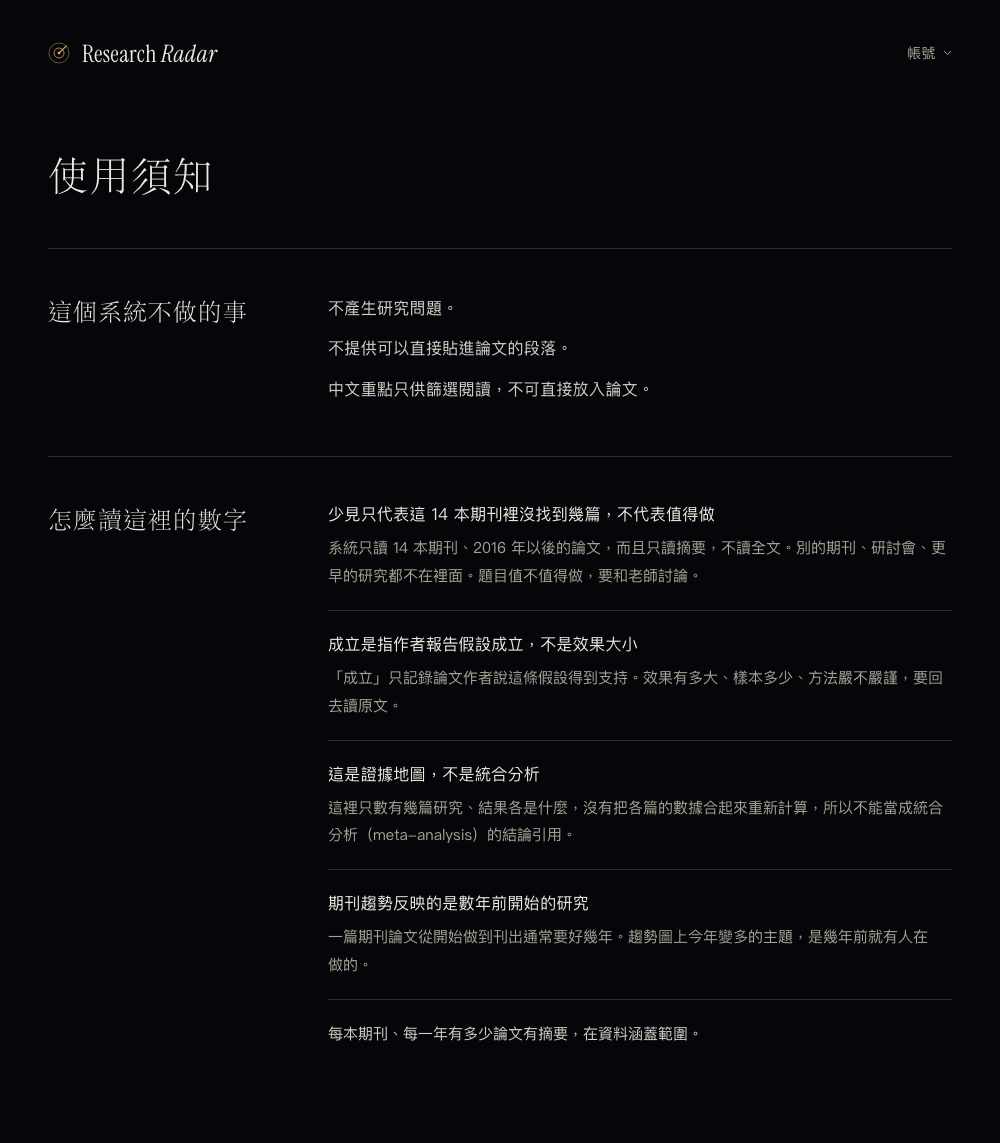 Research Radar
帳號
使用須知
這個系統不做的事
不產生研究問題。
不提供可以直接貼進論文的段落。
中文重點只供篩選閱讀，不可直接放入論文。
怎麼讀這裡的數字
少見只代表這 14 本期刊裡沒找到幾篇，不代表值得做
系統只讀 14 本期刊、2016 年以後的論文，而且只讀摘要，不讀全文。別的期刊、研討會、更
早的研究都不在裡面。題目值不值得做，要和老師討論。
成立是指作者報告假設成立，不是效果大小
「成立」只記錄論文作者說這條假設得到支持。效果有多大、樣本多少、方法嚴不嚴謹，要回
去讀原文。
這是證據地圖，不是統合分析
這裡只數有幾篇研究、結果各是什麼，沒有把各篇的數據合起來重新計算，所以不能當成統合
分析（meta-analysis）的結論引用。
期刊趨勢反映的是數年前開始的研究
一篇期刊論文從開始做到刊出通常要好幾年。趨勢圖上今年變多的主題，是幾年前就有人在
做的。
每本期刊、每一年有多少論文有摘要，在資料涵蓋範圍。